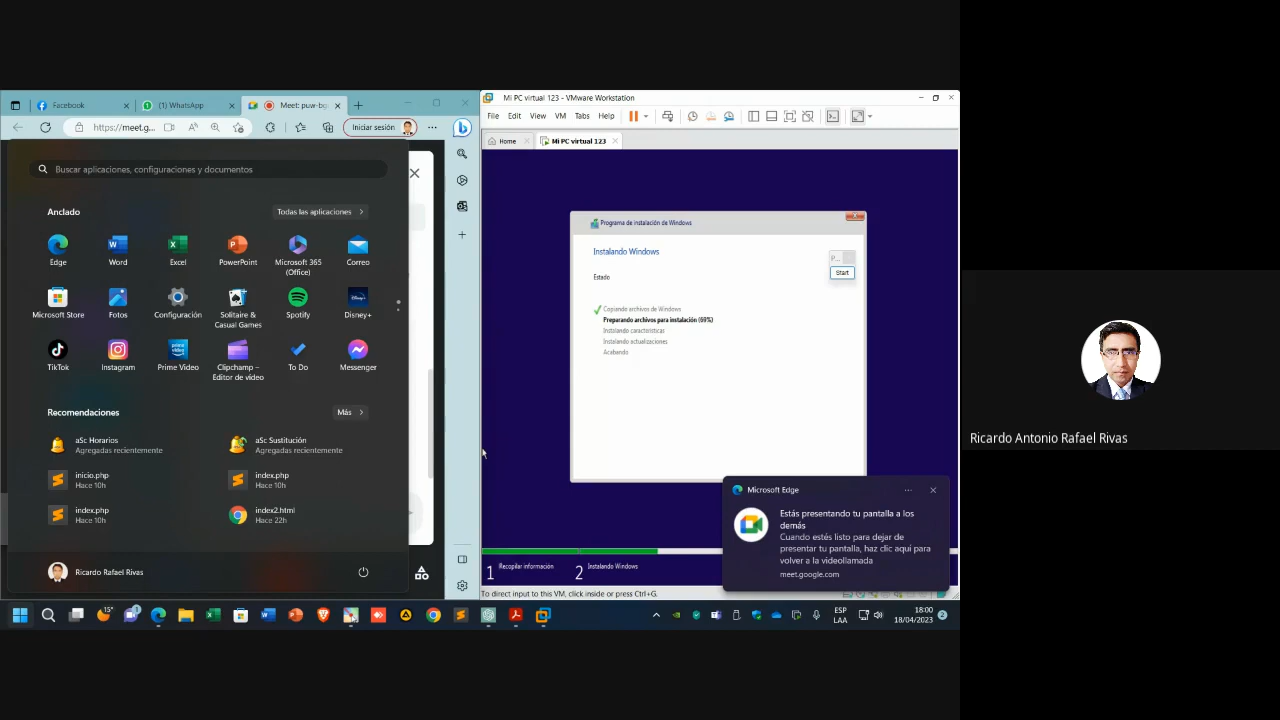 Facebook
(1) WhatsApp
Meet: puw-bp
https://meet.g...
Iniciar sesión
Buscar aplicaciones, configuraciones y documentos
Anclado
Todas las aplicaciones
Edge
Word
Excel
PowerPoint
Microsoft 365
(Office)
Correo
Microsoft Store
Fotos
Configuración
Solitaire &
Casual Games
Spotify
Disney+
TikTok
Instagram
Prime Video
Clipchamp –
Editor de vídeo
To Do
Messenger
Recomendaciones
Más
aSc Horarios
Agregadas recientemente
aSc Sustitución
Agregadas recientemente
inicio.php
Hace 10h
index.php
Hace 10h
index.php
Hace 10h
index2.html
Hace 22h
Ricardo Rafael Rivas
Mi PC virtual 123 - VMware Workstation
File Edit View VM Tabs Help
Home
Mi PC virtual 123
Programa de instalación de Windows
Instalando Windows
Estado
P...
Start
Copiando archivos de Windows
Preparando archivos para instalación (69%)
Instalando características
Instalando actualizaciones
Acabando
1 Recopilar información
2 Instalando Windows
To direct input to this VM, click inside or press Ctrl+G.
Microsoft Edge
Estás presentando tu pantalla a los
demás
Cuando estés listo para dejar de
presentar tu pantalla, haz clic aquí para
volver a la videollamada
meet.google.com
15°
ESP
LAA
18:00
18/04/2023
Ricardo Antonio Rafael Rivas